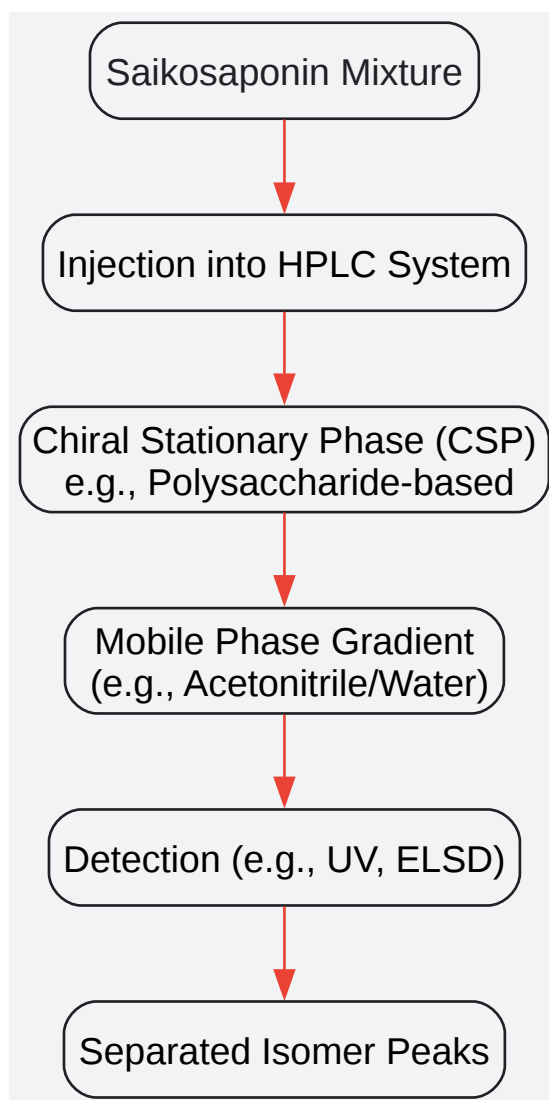 Saikosaponin Mixture
Injection into HPLC System
Chiral Stationary Phase (CSP)
e.g., Polysaccharide-based
Mobile Phase Gradient
(e.g., Acetonitrile/Water)
Detection (e.g., UV, ELSD)
Separated Isomer Peaks